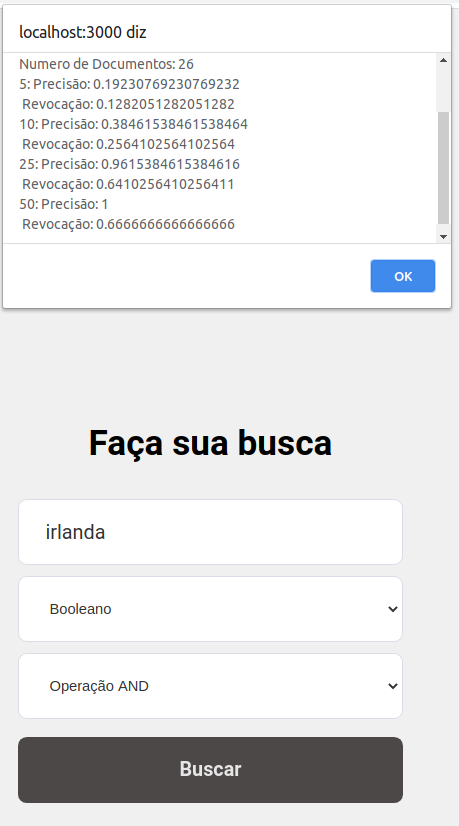 localhost:3000 diz
Numero de Documentos: 26
5: Precisão: 0.19230769230769232
Revocação: 0.1282051282051282
10: Precisão: 0.38461538461538464
Revocação: 0.2564102564102564
25: Precisão: 0.9615384615384616
Revocação: 0.6410256410256411
50: Precisão: 1
Revocação: 0.6666666666666666
OK
Faça sua busca
irlanda
Booleano
Operação AND
Buscar